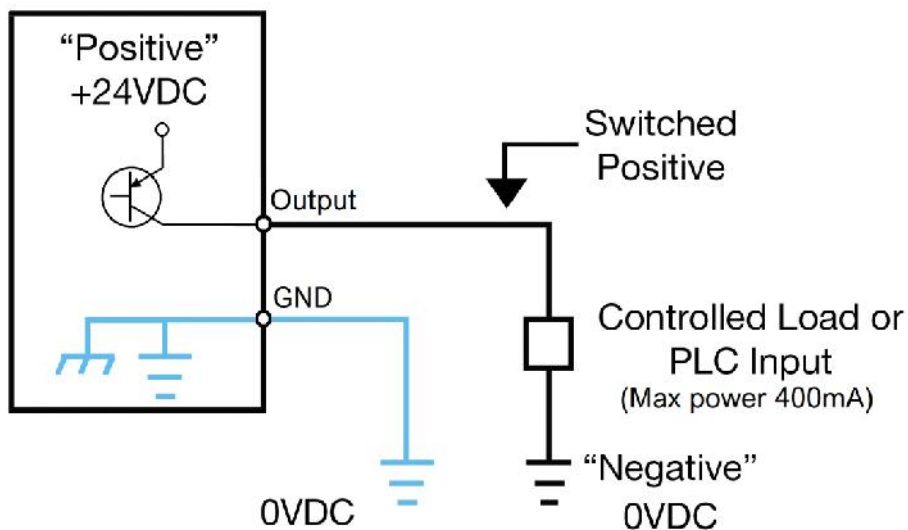 “Positive”
+24VDC
Switched
Positive
Output
GND
Controlled Load or
PLC Input
(Max power 400mA)
“Negative”
0VDC
0VDC